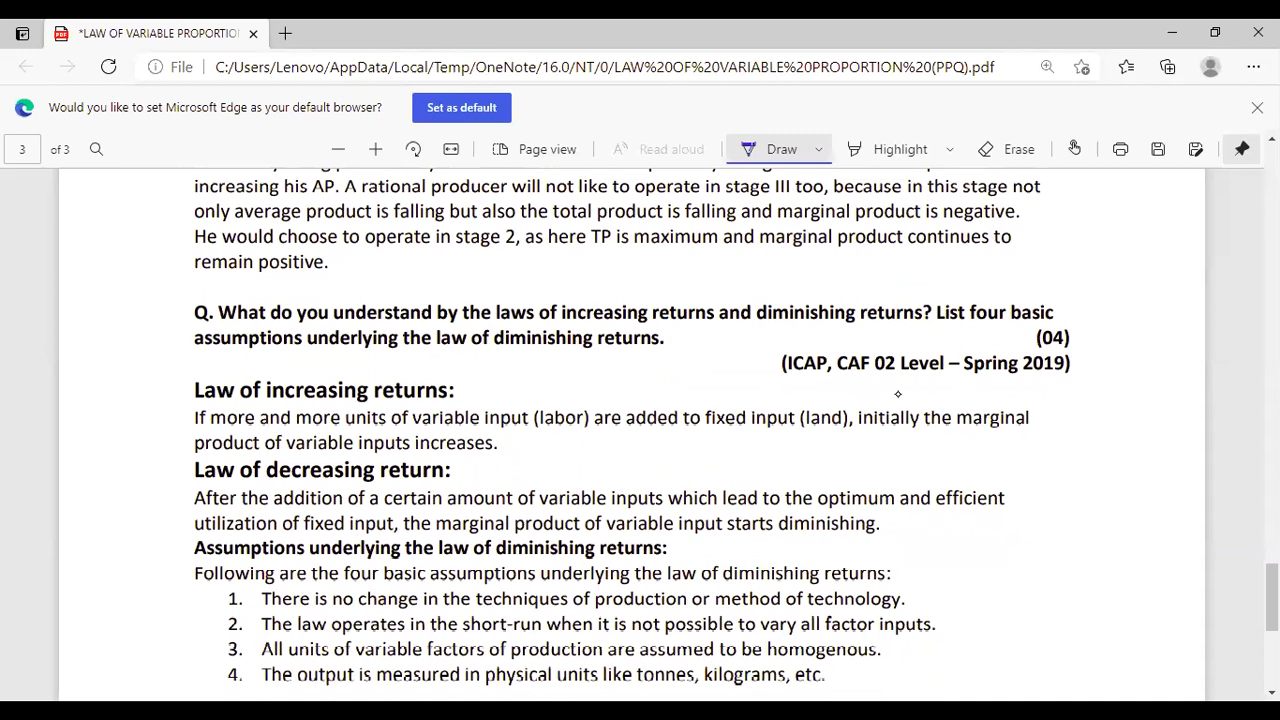 *LAW OF VARIABLE PROPORTION
File C:/Users/Lenovo/AppData/Local/Temp/OneNote/16.0/NT/0/LAW%20OF%20VARIABLE%20PROPORTION%20(PPQ).pdf
Would you like to set Microsoft Edge as your default browser? Set as default
3 of 3 Page view Read aloud Draw Highlight Erase
increasing his AP. A rational producer will not like to operate in stage III too, because in this stage not
only average product is falling but also the total product is falling and marginal product is negative.
He would choose to operate in stage 2, as here TP is maximum and marginal product continues to
remain positive.
Q. What do you understand by the laws of increasing returns and diminishing returns? List four basic
assumptions underlying the law of diminishing returns. (04)
(ICAP, CAF 02 Level – Spring 2019)
Law of increasing returns:
If more and more units of variable input (labor) are added to fixed input (land), initially the marginal
product of variable inputs increases.
Law of decreasing return:
After the addition of a certain amount of variable inputs which lead to the optimum and efficient
utilization of fixed input, the marginal product of variable input starts diminishing.
Assumptions underlying the law of diminishing returns:
Following are the four basic assumptions underlying the law of diminishing returns:
1. There is no change in the techniques of production or method of technology.
2. The law operates in the short-run when it is not possible to vary all factor inputs.
3. All units of variable factors of production are assumed to be homogenous.
4. The output is measured in physical units like tonnes, kilograms, etc.